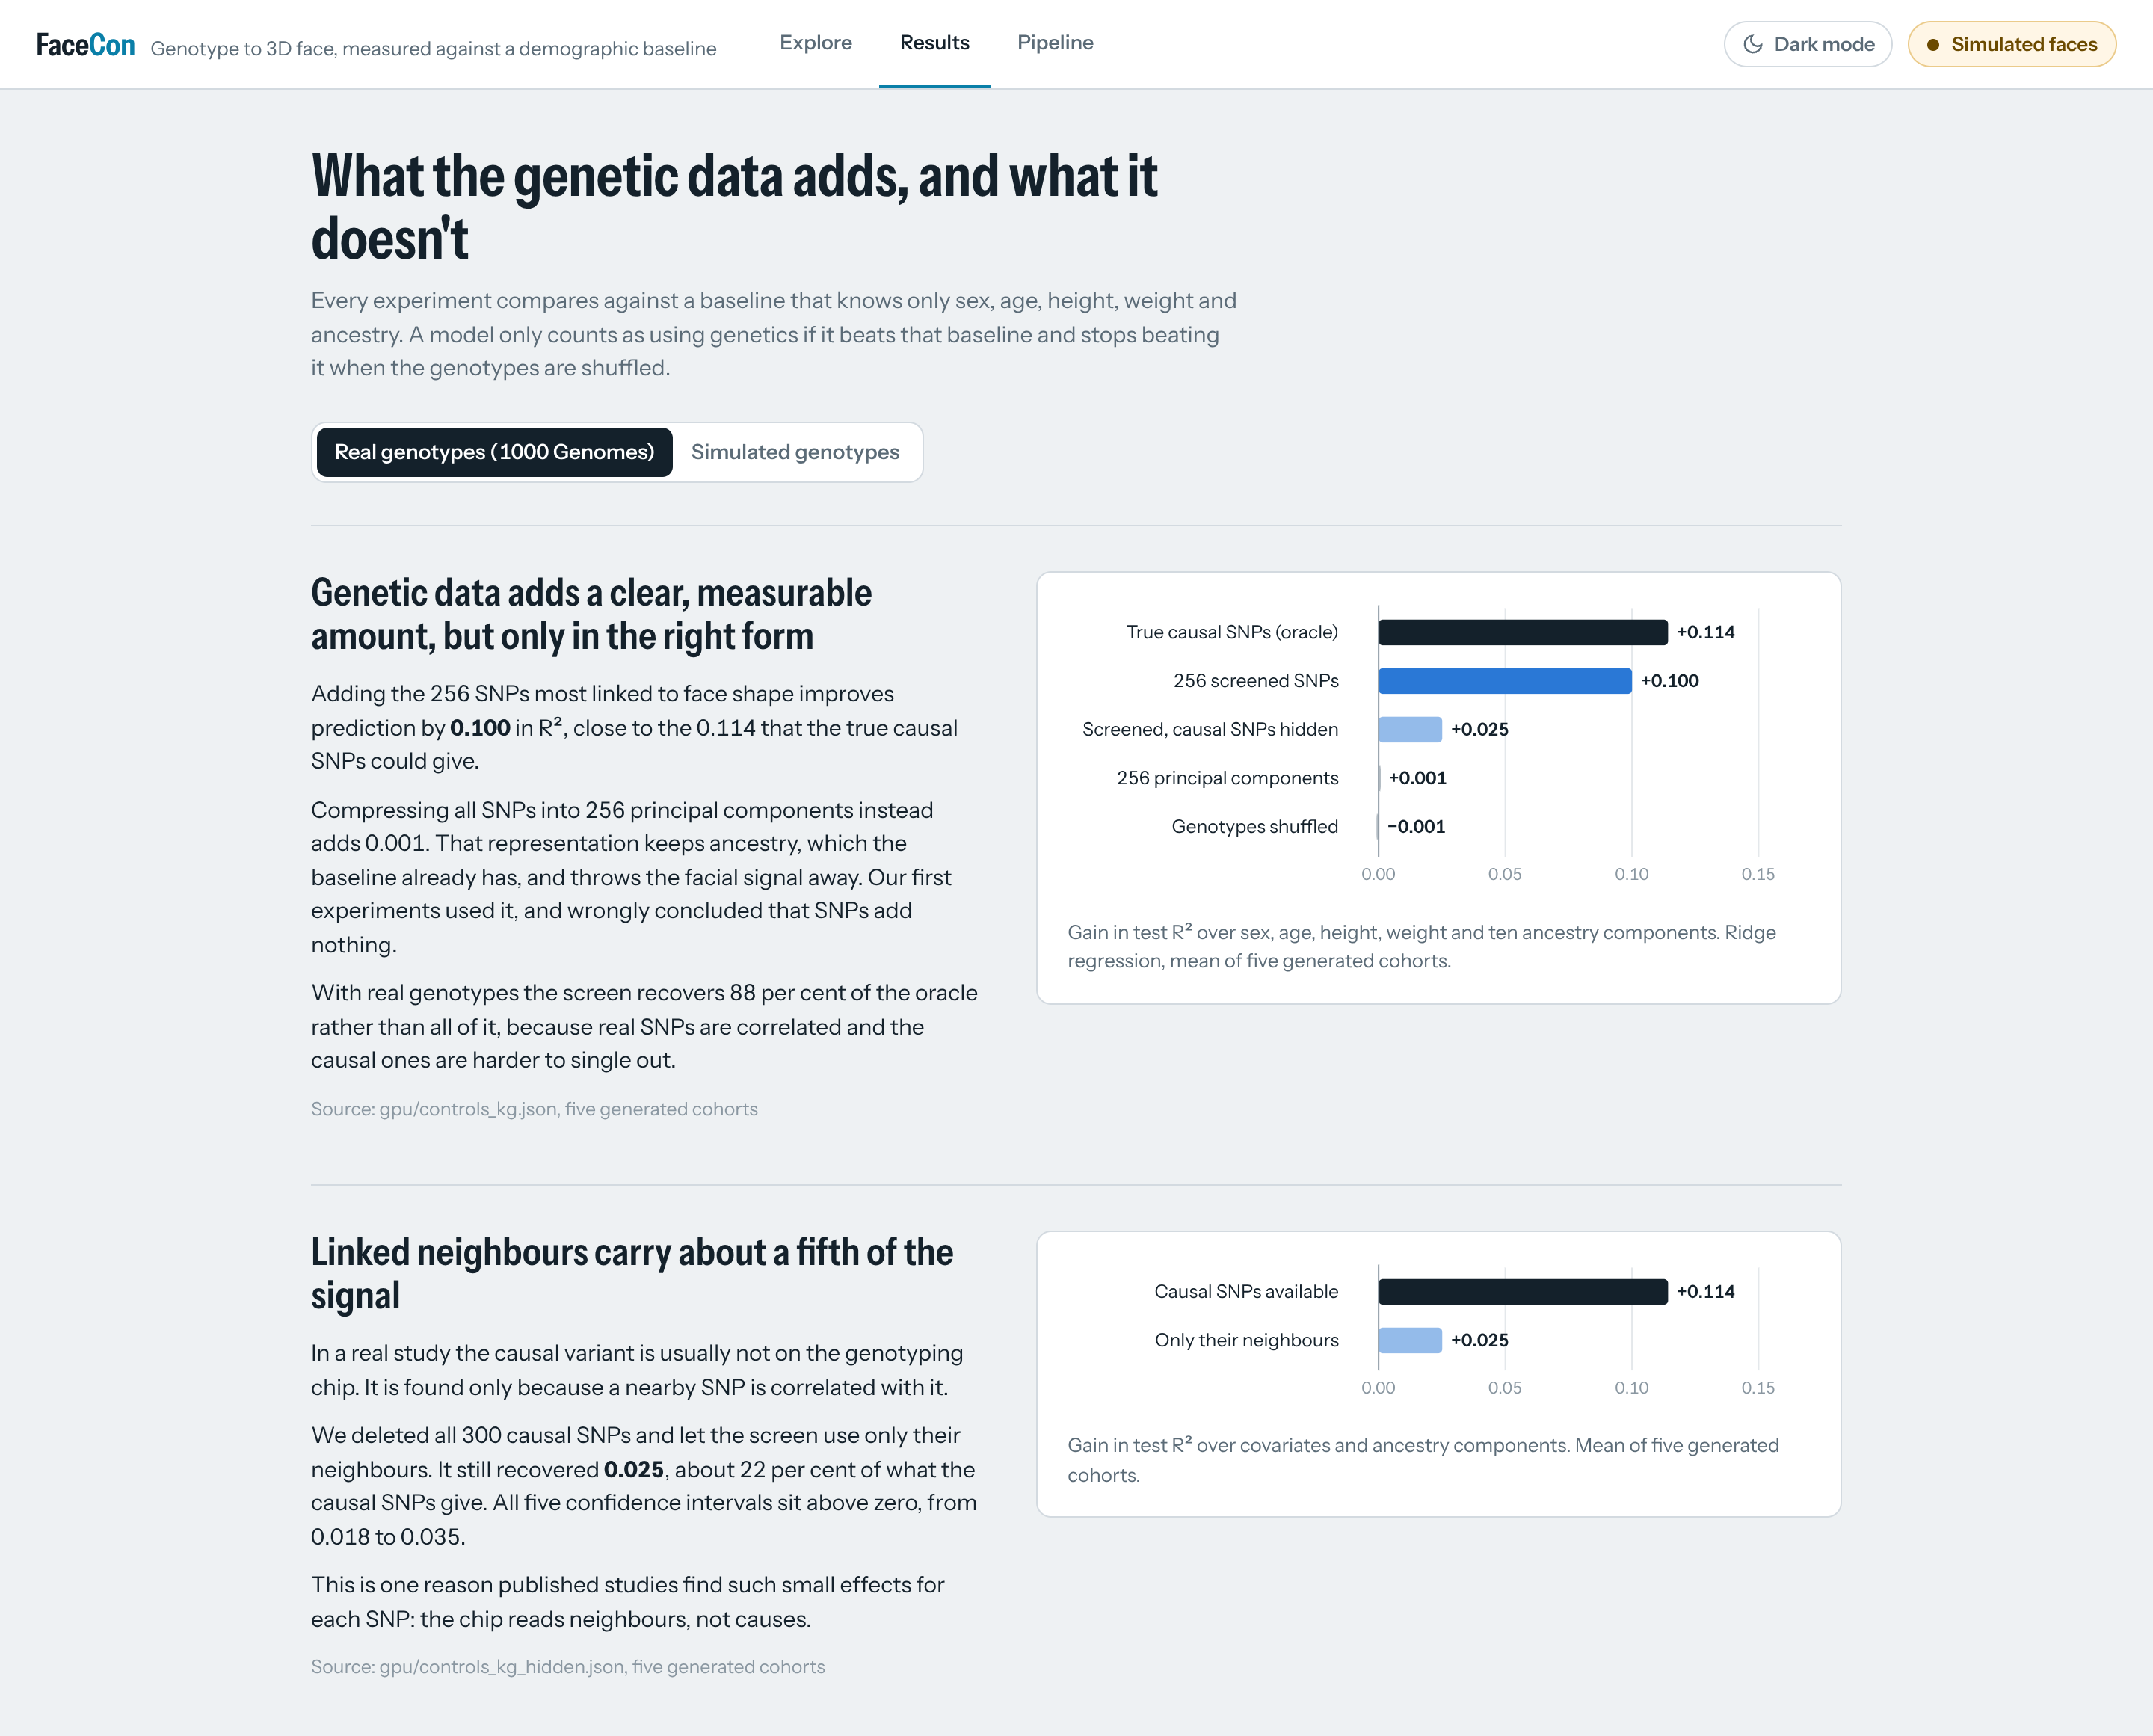 FaceCon Genotype to 3D face, measured against a demographic baseline Explore Results Pipeline Dark mode Simulated faces
What the genetic data adds, and what it
doesn't
Every experiment compares against a baseline that knows only sex, age, height, weight and
ancestry. A model only counts as using genetics if it beats that baseline and stops beating
it when the genotypes are shuffled.
Real genotypes (1000 Genomes) Simulated genotypes
Genetic data adds a clear, measurable
amount, but only in the right form
Adding the 256 SNPs most linked to face shape improves
prediction by 0.100 in R², close to the 0.114 that the true causal
SNPs could give.
Compressing all SNPs into 256 principal components instead
adds 0.001. That representation keeps ancestry, which the
baseline already has, and throws the facial signal away. Our first
experiments used it, and wrongly concluded that SNPs add
nothing.
With real genotypes the screen recovers 88 per cent of the oracle
rather than all of it, because real SNPs are correlated and the
causal ones are harder to single out.
Source: gpu/controls_kg.json, five generated cohorts
True causal SNPs (oracle) +0.114
256 screened SNPs +0.100
Screened, causal SNPs hidden +0.025
256 principal components +0.001
Genotypes shuffled −0.001
0.00 0.05 0.10 0.15
Gain in test R² over sex, age, height, weight and ten ancestry components. Ridge
regression, mean of five generated cohorts.
Linked neighbours carry about a fifth of the
signal
In a real study the causal variant is usually not on the genotyping
chip. It is found only because a nearby SNP is correlated with it.
We deleted all 300 causal SNPs and let the screen use only their
neighbours. It still recovered 0.025, about 22 per cent of what the
causal SNPs give. All five confidence intervals sit above zero, from
0.018 to 0.035.
This is one reason published studies find such small effects for
each SNP: the chip reads neighbours, not causes.
Source: gpu/controls_kg_hidden.json, five generated cohorts
Causal SNPs available +0.114
Only their neighbours +0.025
0.00 0.05 0.10 0.15
Gain in test R² over covariates and ancestry components. Mean of five generated
cohorts.